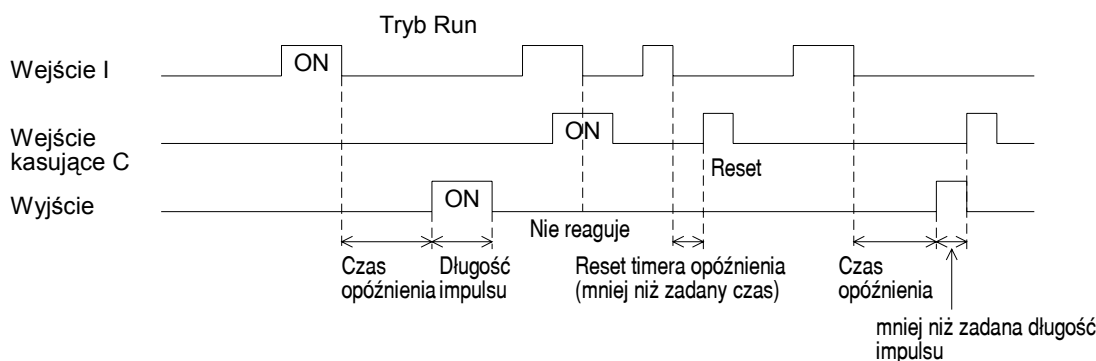 Tryb Run
Wejście I
ON
Wejście
kasujące C
ON
Reset
Wyjście
ON
Nie reaguje
Czas
opóźnienia
Długość
impulsu
Reset timera opóźnienia
(mniej niż zadany czas)
Czas
opóźnienia
mniej niż zadana długość
impulsu